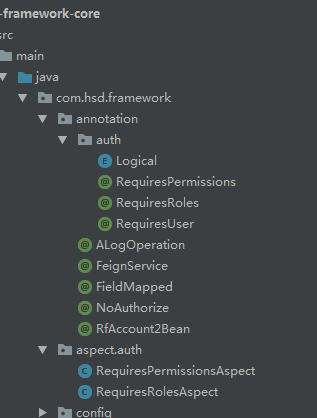 -framework-core
src
main
java
com.hsd.framework
annotation
auth
Logical
RequiresPermissions
RequiresRoles
RequiresUser
ALogOperation
FeignService
FieldMapped
NoAuthorize
RfAccount2Bean
aspect.auth
RequiresPermissionsAspect
RequiresRolesAspect
config